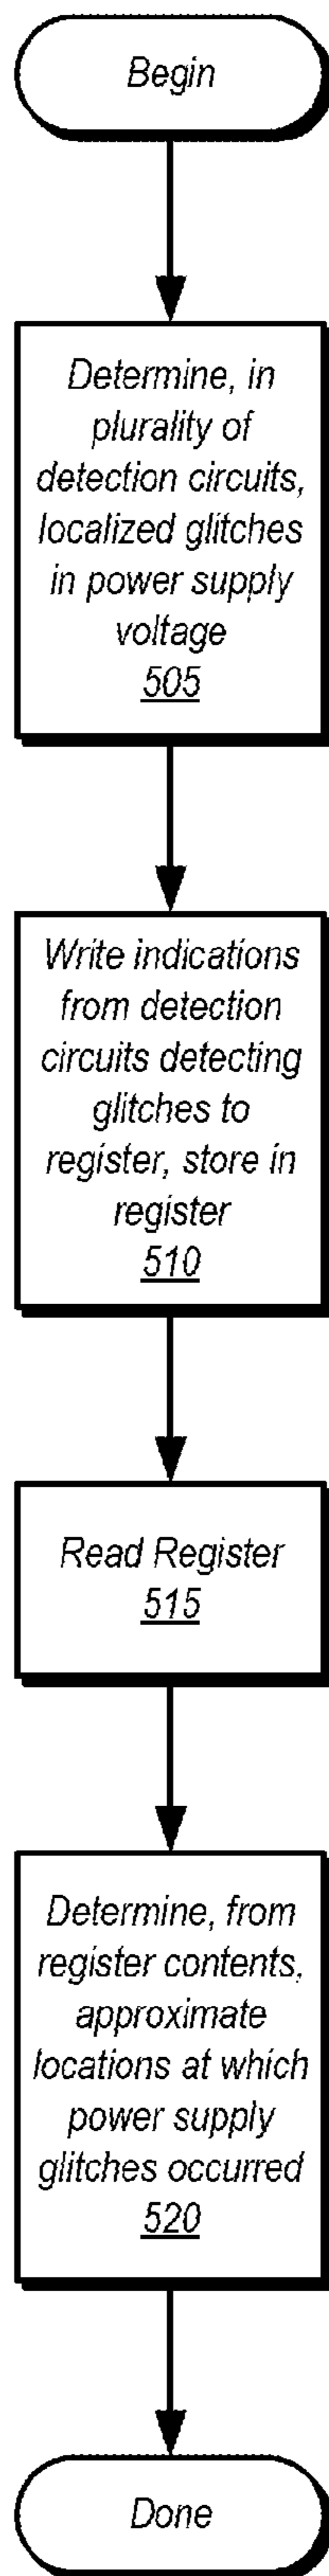 Begin
Determine, in
plurality of
detection circuits,
localized glitches
in power supply
voltage
505
Write indications
from detection
circuits detecting
glitches to
register, store in
register
510
Read Register
515
Determine, from
register contents,
approximate
locations at which
power supply
glitches occurred
520
Done